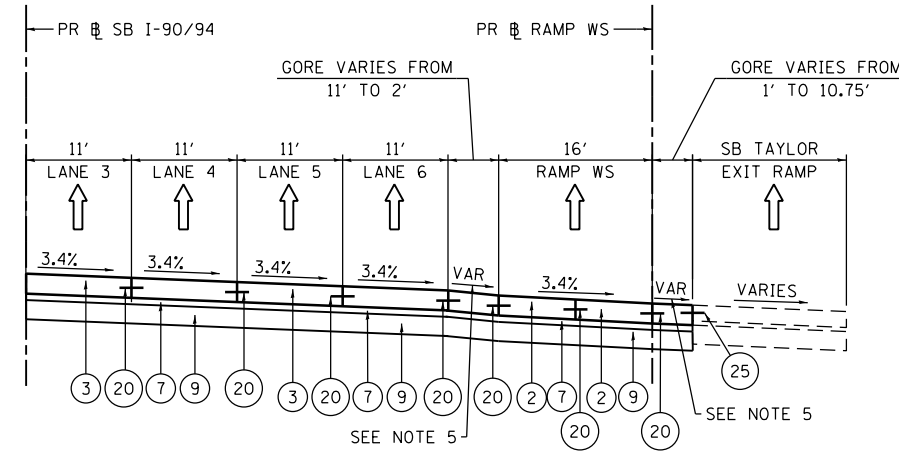 PR ℄ SB I-90/94
PR ℄ RAMP WS
GORE VARIES FROM
11' TO 2'
GORE VARIES FROM
1' TO 10.75'
11' 11' 11' 11' 16' SB TAYLOR
LANE 3 LANE 4 LANE 5 LANE 6 RAMP WS EXIT RAMP
3.4% 3.4% 3.4% 3.4% VAR 3.4% VAR VARIES
3 20 7 9 20 3 20 7 9 20 20 2 7 2 9 25
20 20
SEE NOTE 5
SEE NOTE 5